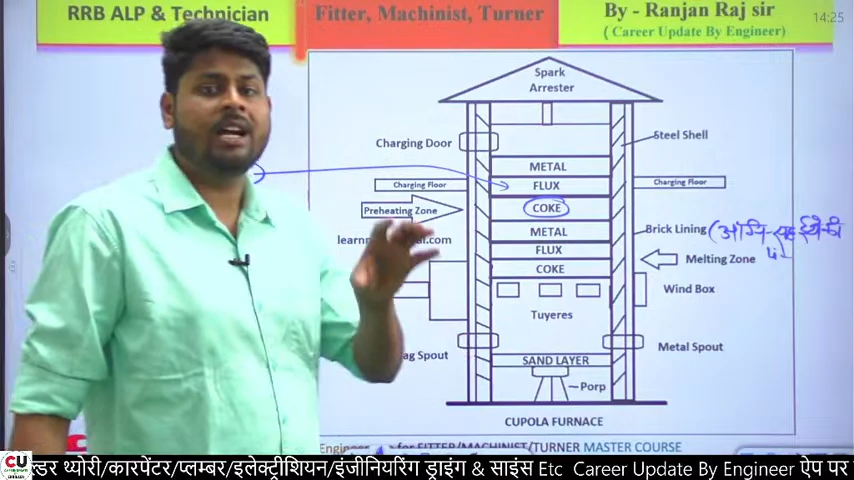 RRB ALP & Technician
Fitter, Machinist, Turner
By - Ranjan Raj sir
( Career Update By Engineer)
14:25
Spark
Arrester
Charging Door
Steel Shell
METAL
Charging Floor
FLUX
Charging Floor
Preheating Zone
COKE
METAL
Brick Lining
FLUX
Melting Zone
COKE
Wind Box
Tuyeres
ag Spout
Metal Spout
SAND LAYER
Porp
CUPOLA FURNACE
for FITTER/MACHINIST/TURNER MASTER COURSE
CU
ल्डर थ्योरी/कारपेंटर/प्लम्बर/इलेक्ट्रीशियन/इंजीनियरिंग ड्राइंग & साइंस Etc Career Update By Engineer ऐप पर